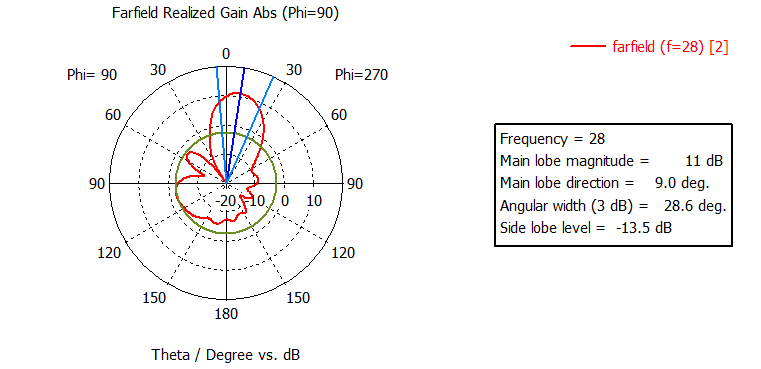 Farfield Realized Gain Abs (Phi=90)
farfield (f=28) [2]
0
30
30
Phi= 90
Phi=270
60
60
90
90
-20
-10
0
10
120
120
150
150
180
Frequency = 28
Main lobe magnitude = 11 dB
Main lobe direction = 9.0 deg.
Angular width (3 dB) = 28.6 deg.
Side lobe level = -13.5 dB
Theta / Degree vs. dB